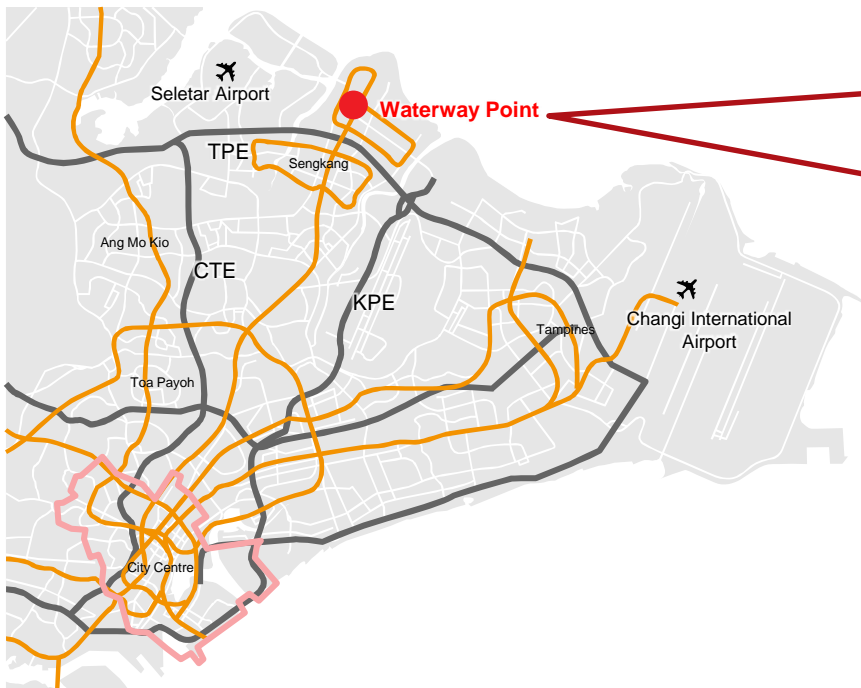 Seletar Airport
Waterway Point
TPE
Sengkang
Ang Mo Kio
CTE
KPE
Changi International
Airport
Tampines
Toa Payoh
City Centre